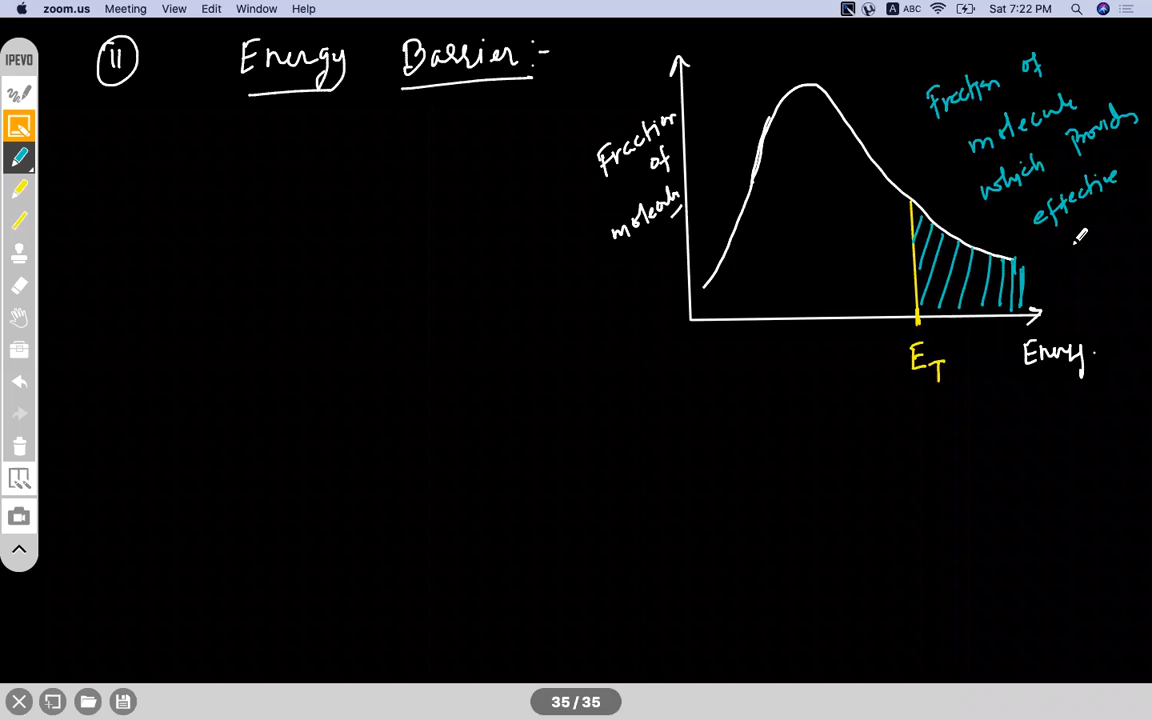 zoom.us Meeting View Edit Window Help
A ABC Sat 7:22 PM
IPEVO
11 Energy Barrier:-
Fraction
of
Fraction of
molecule
which provides
effective
ET
Energy.
35/35